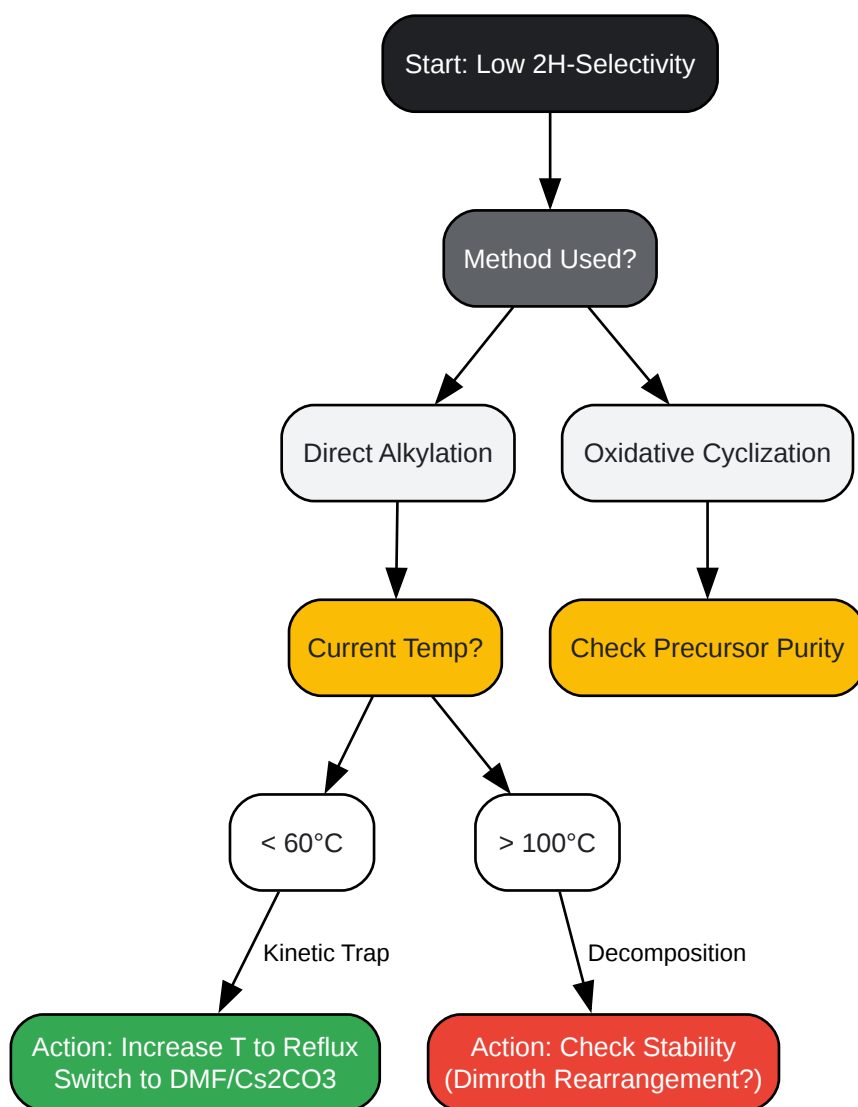 Start: Low 2H-Selectivity
Method Used?
Direct Alkylation
Oxidative Cyclization
Current Temp?
Check Precursor Purity
< 60°C
> 100°C
Kinetic Trap
Decomposition
Action: Increase T to Reflux
Switch to DMF/Cs2CO3
Action: Check Stability
(Dimroth Rearrangement?)